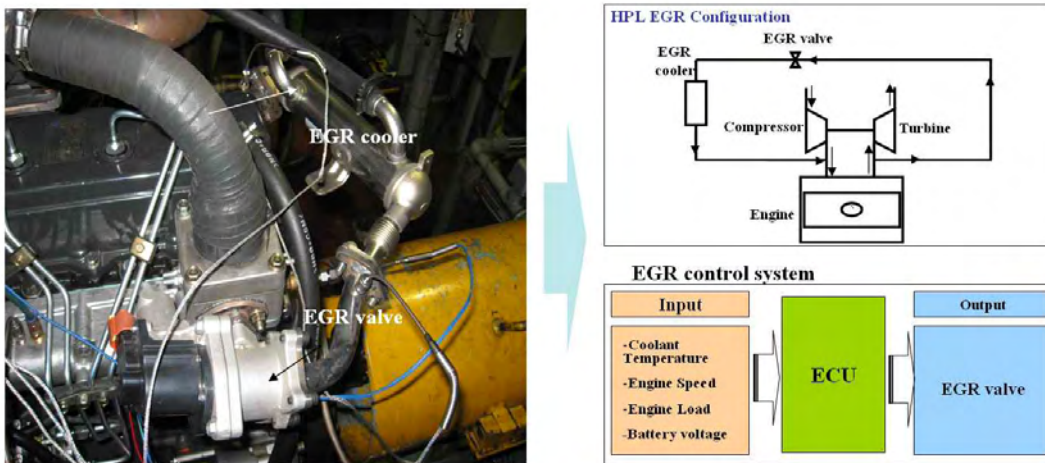 EGR cooler
EGR valve
HPL EGR Configuration
EGR valve
EGR
cooler
Compressor
Turbine
Engine
EGR control system
Input
Output
-Coolant
Temperature
-Engine Speed
-Engine Load
-Battery voltage
ECU
EGR valve